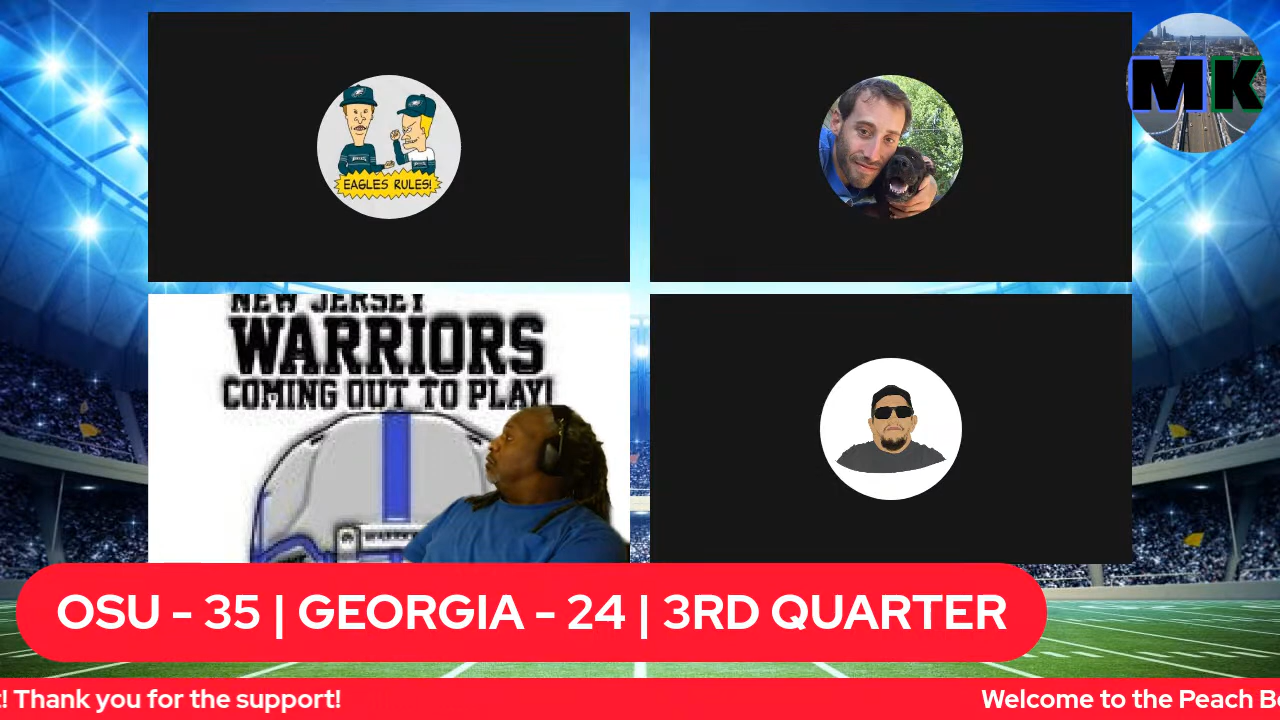 EAGLES RULES!
MK
NEW JERSEY
WARRIORS
COMING OUT TO PLAY!
OSU - 35 | GEORGIA - 24 | 3RD QUARTER
! Thank you for the support!
Welcome to the Peach